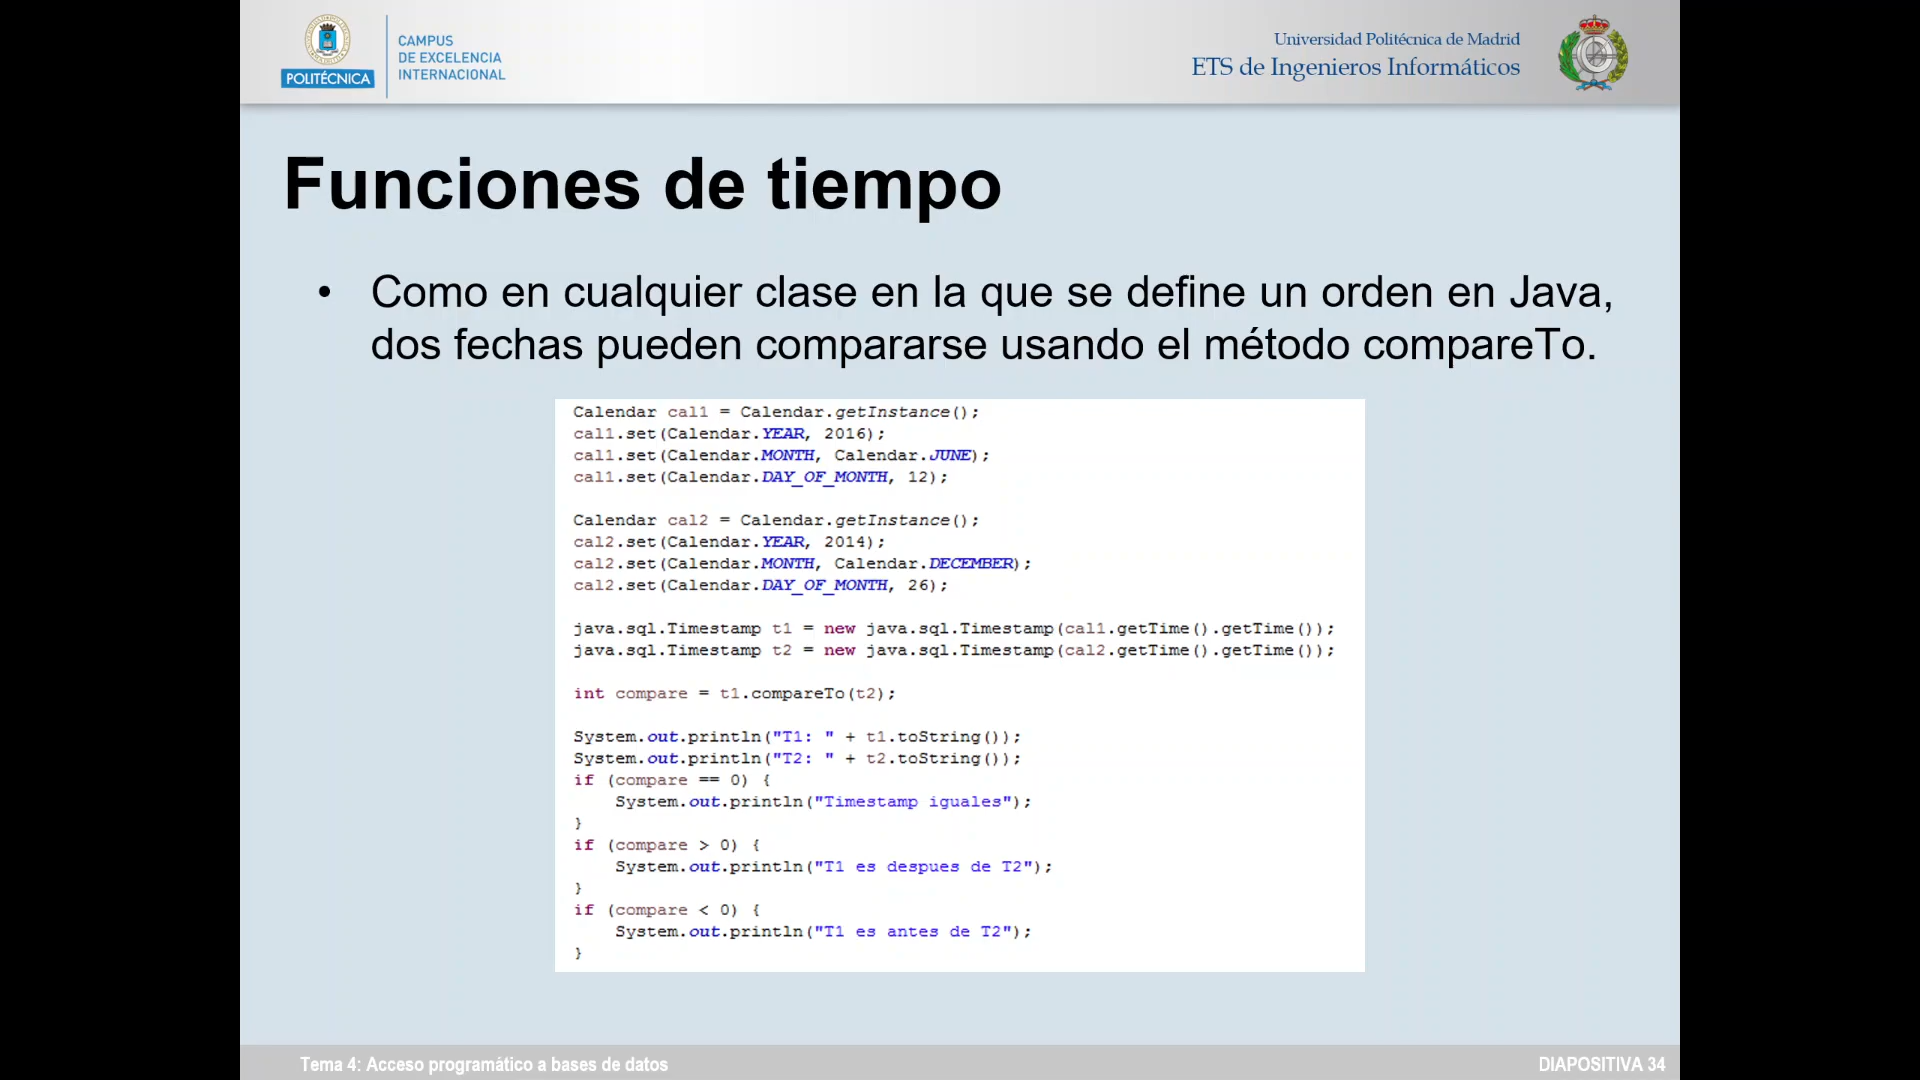 POLITÉCNICA
CAMPUS
DE EXCELENCIA
INTERNACIONAL
Universidad Politécnica de Madrid
ETS de Ingenieros Informáticos
Funciones de tiempo
• Como en cualquier clase en la que se define un orden en Java,
dos fechas pueden compararse usando el método compareTo.
Calendar cal1 = Calendar.getInstance();
cal1.set(Calendar.YEAR, 2016);
cal1.set(Calendar.MONTH, Calendar.JUNE);
cal1.set(Calendar.DAY_OF_MONTH, 12);
Calendar cal2 = Calendar.getInstance();
cal2.set(Calendar.YEAR, 2014);
cal2.set(Calendar.MONTH, Calendar.DECEMBER);
cal2.set(Calendar.DAY_OF_MONTH, 26);
java.sql.Timestamp t1 = new java.sql.Timestamp(cal1.getTime().getTime());
java.sql.Timestamp t2 = new java.sql.Timestamp(cal2.getTime().getTime());
int compare = t1.compareTo(t2);
System.out.println("T1: " + t1.toString());
System.out.println("T2: " + t2.toString());
if (compare == 0) {
    System.out.println("Timestamp iguales");
}
if (compare > 0) {
    System.out.println("T1 es despues de T2");
}
if (compare < 0) {
    System.out.println("T1 es antes de T2");
}
Tema 4: Acceso programático a bases de datos
DIAPOSITIVA 34